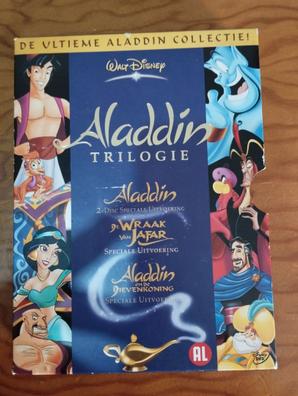 DE ULTIEME ALADDIN COLLECTIE!
WALT DISNEY
Aladdin
TRILOGIE
Aladdin
2-DISC SPECIALE UITVOERING
DE WRAAK
VAN JAFAR
SPECIALE UITVOERING
Aladdin
en de
DIEVENKONING
SPECIALE UITVOERING
AL